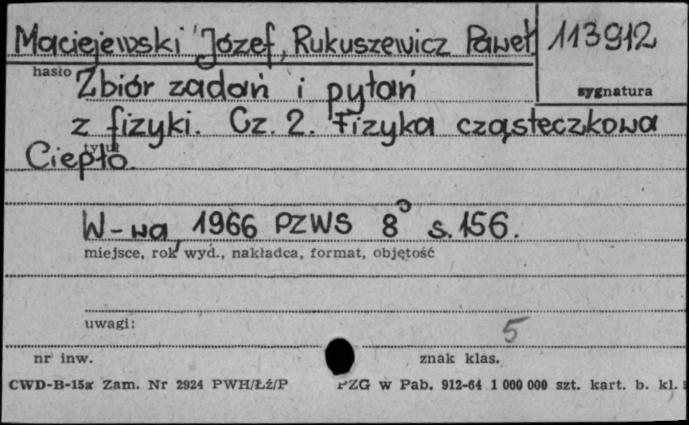 Maciejewski Józef, Rukuszewicz Paweł 113912
hasło
sygnatura
Zbiór zadań i pytań
z fizyki. Cz. 2. Fizyka cząsteczkowa
tytuł
Ciepło.
W-wa, 1966 PZWS 8° s. 156.
miejsce, rok wyd., nakładca, format, objętość
uwagi: 5
nr inw. znak klas.
CWD-B-15a Zam. Nr 2924 PWH/Łź/P PZG w Pab. 912-64 1 000 000 szt. kart. b. kl.